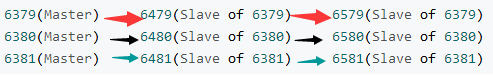 6379(Master) 6479(Slave of 6379) 6579(Slave of 6379)
6380(Master) 6480(Slave of 6380) 6580(Slave of 6380)
6381(Master) 6481(Slave of 6381) 6581(Slave of 6381)